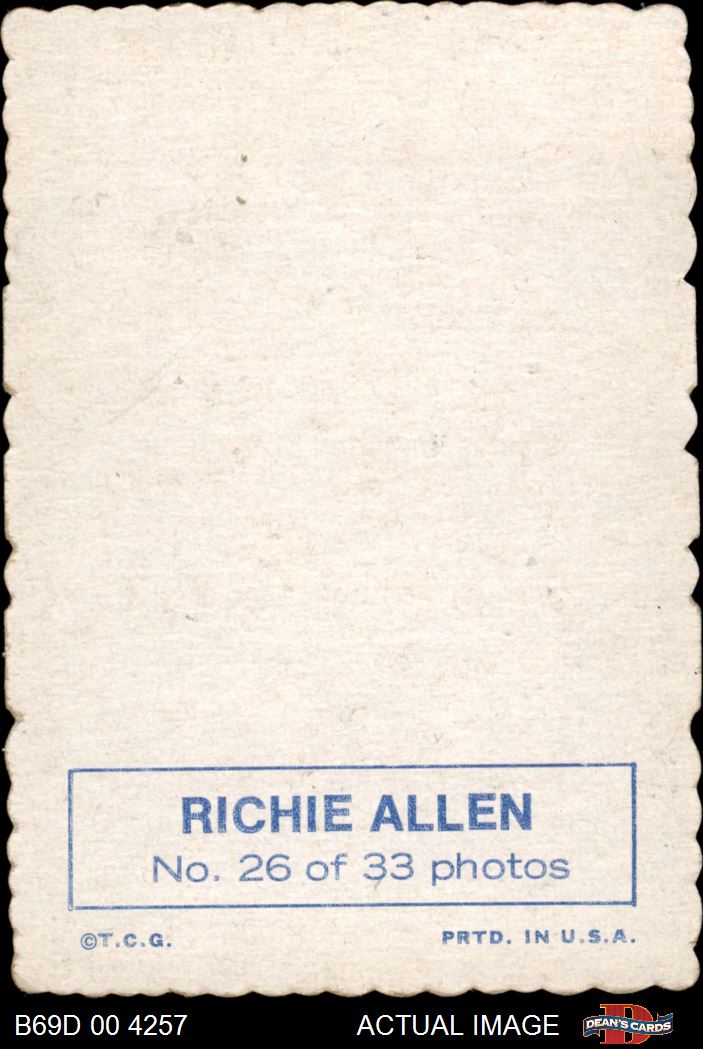 RICHIE ALLEN
No. 26 of 33 photos
©T.C.G. PRTD. IN U.S.A.
B69D 00 4257 ACTUAL IMAGE DEAN'S CARDS